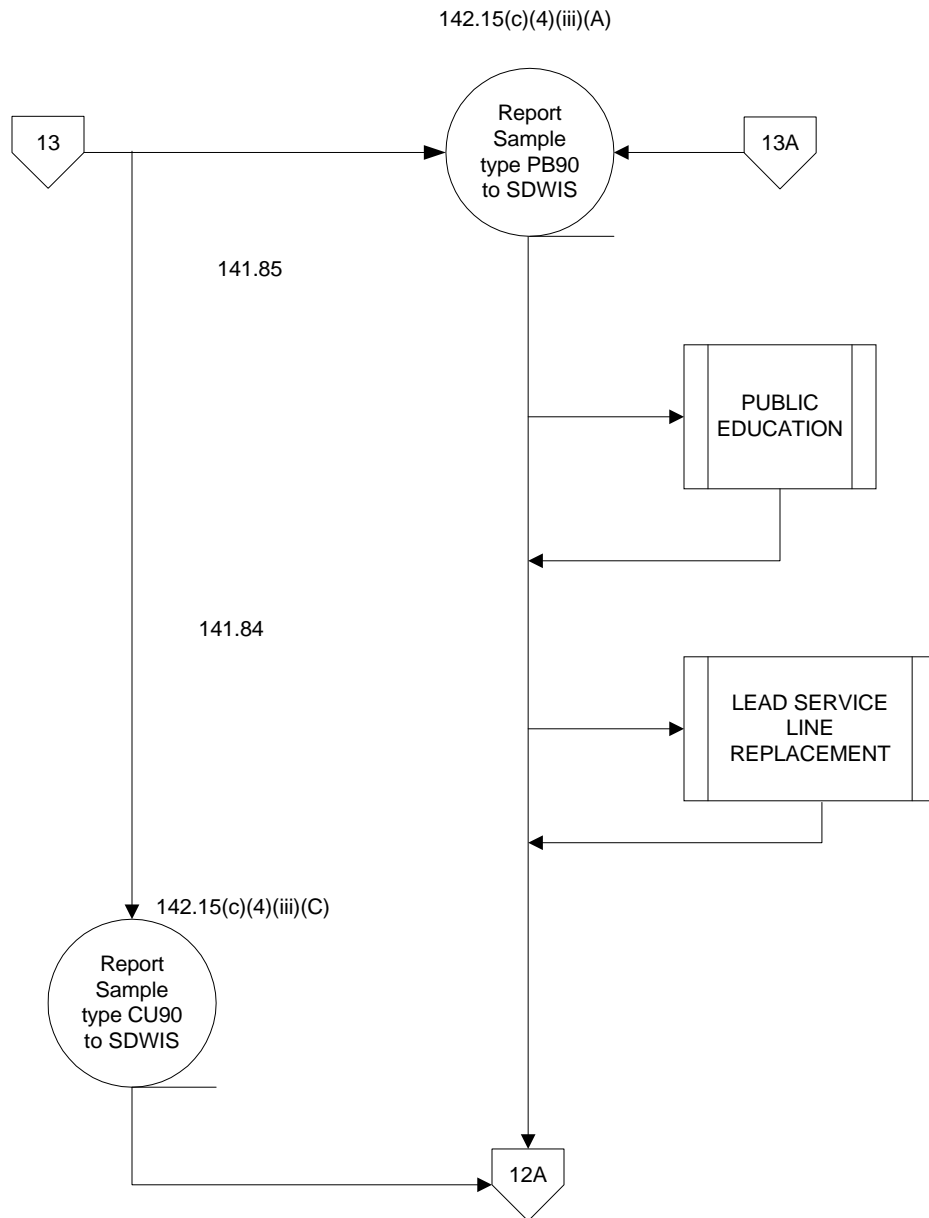 142.15(c)(4)(iii)(A)
13
Report
Sample
type PB90
to SDWIS
13A
141.85
PUBLIC
EDUCATION
141.84
LEAD SERVICE
LINE
REPLACEMENT
142.15(c)(4)(iii)(C)
Report
Sample
type CU90
to SDWIS
12A